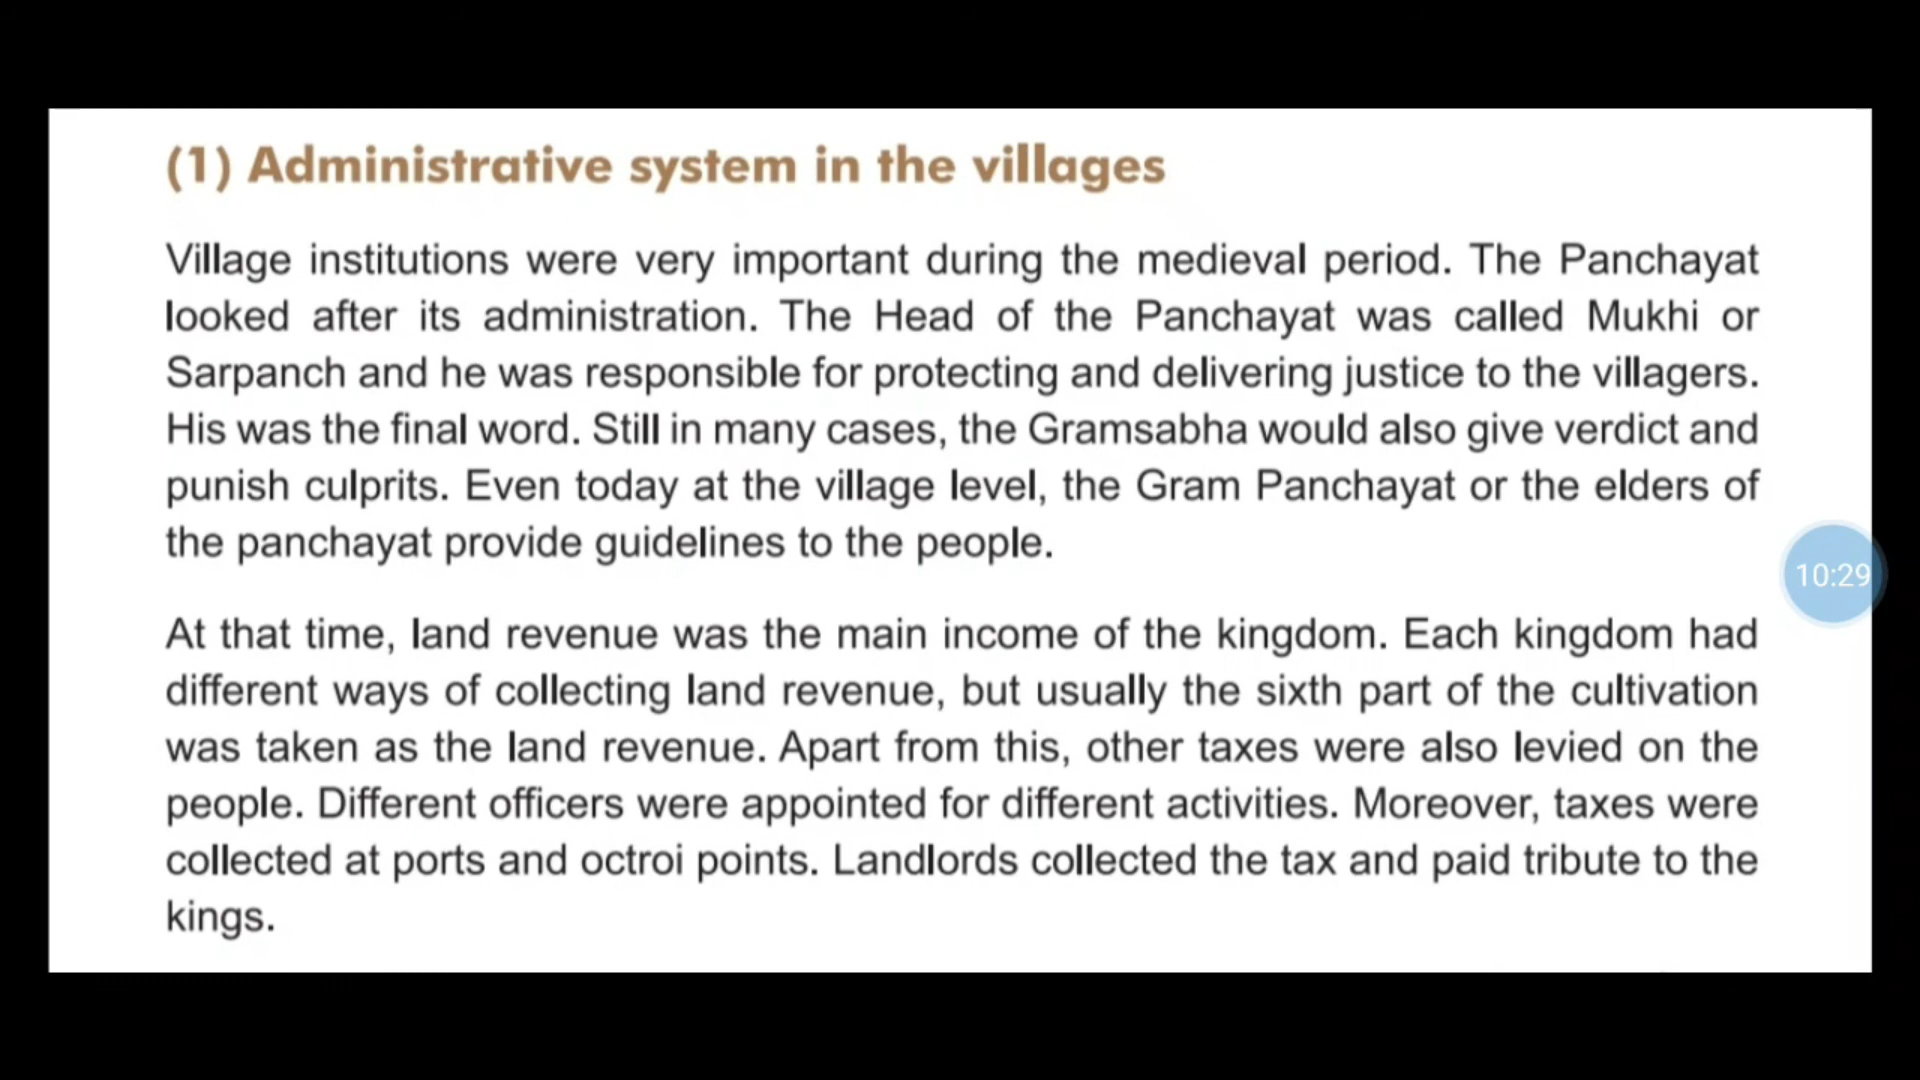 (1) Administrative system in the villages
Village institutions were very important during the medieval period. The Panchayat
looked after its administration. The Head of the Panchayat was called Mukhi or
Sarpanch and he was responsible for protecting and delivering justice to the villagers.
His was the final word. Still in many cases, the Gramsabha would also give verdict and
punish culprits. Even today at the village level, the Gram Panchayat or the elders of
the panchayat provide guidelines to the people.
10:29
At that time, land revenue was the main income of the kingdom. Each kingdom had
different ways of collecting land revenue, but usually the sixth part of the cultivation
was taken as the land revenue. Apart from this, other taxes were also levied on the
people. Different officers were appointed for different activities. Moreover, taxes were
collected at ports and octroi points. Landlords collected the tax and paid tribute to the
kings.